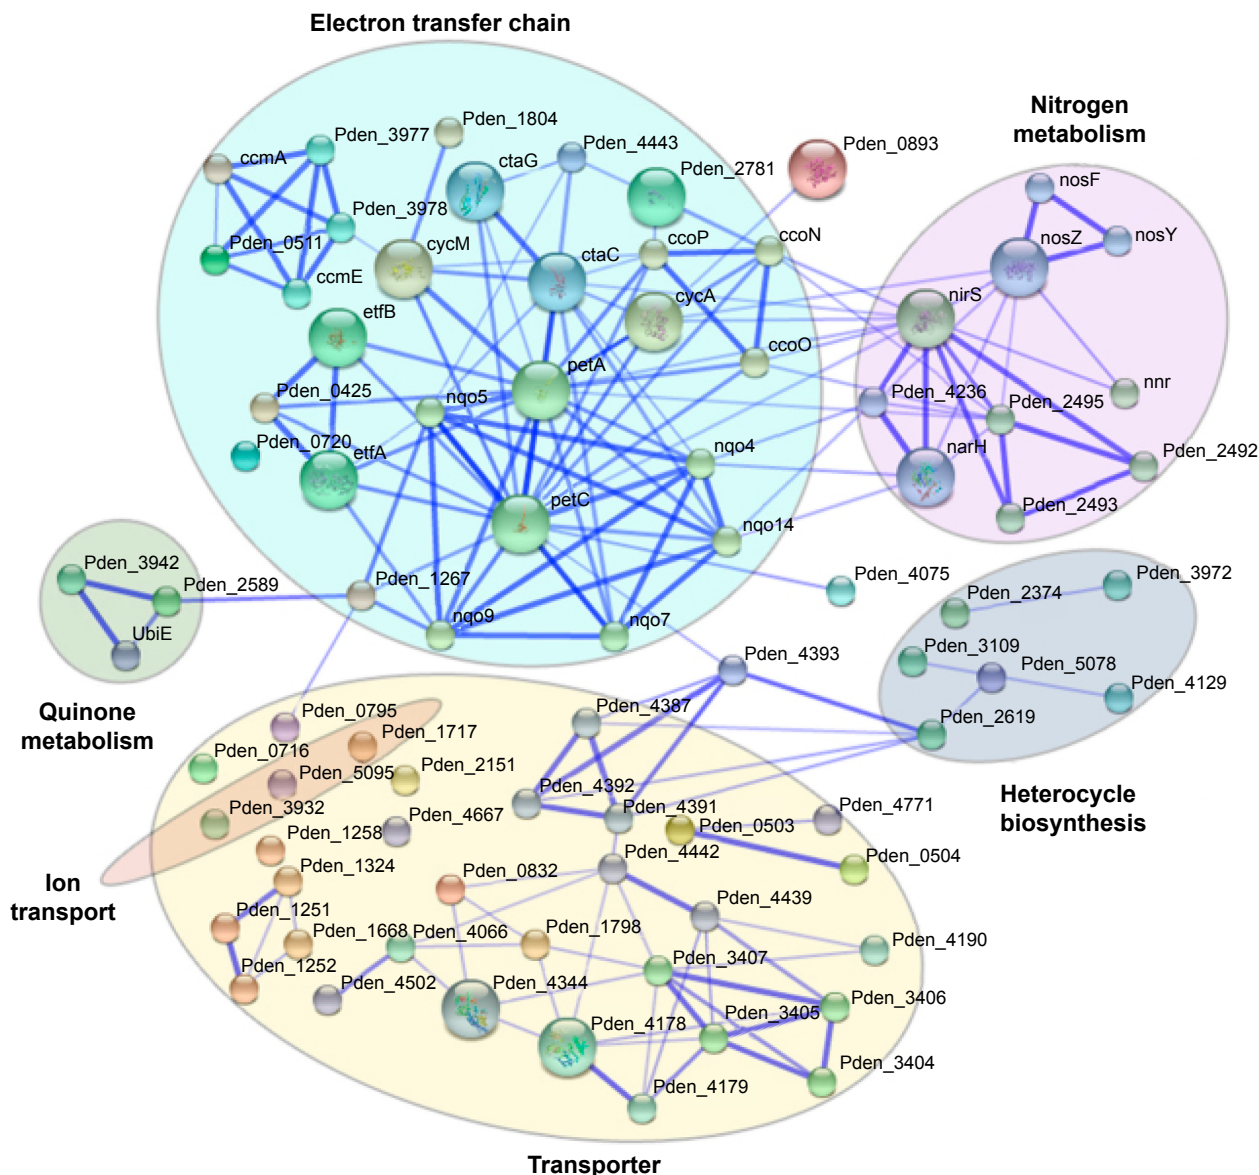 Electron transfer chain
Nitrogen
metabolism
Pden_1804
Pden_3977
Pden_4443
Pden_0893
ccmA
ctaG
Pden_2781
nosF
Pden_3978
ccoP
ccoN
nosZ
nosY
Pden_0511
cycM
ctaC
ccmE
cycA
nirS
etfB
ccoO
petA
nnr
Pden_0425
nqo5
Pden_4236
Pden_2495
Pden_0720
etfA
nqo4
narH
Pden_2492
petC
Pden_2493
nqo14
Pden_3942
Pden_2589
Pden_1267
Pden_4075
Pden_3972
Pden_2374
nqo9
nqo7
UbiE
Pden_3109
Pden_4393
Pden_5078
Pden_4129
Quinone
metabolism
Pden_0795
Pden_4387
Pden_2619
Pden_1717
Pden_0716
Pden_5095
Pden_2151
Pden_4392
Heterocycle
biosynthesis
Pden_3932
Pden_4391
Pden_4771
Pden_4667
Pden_0503
Pden_1258
Pden_4442
Pden_0504
Pden_1324
Pden_0832
Ion
transport
Pden_4439
Pden_1251
Pden_1668
Pden_4066
Pden_1798
Pden_4190
Pden_1252
Pden_3407
Pden_4502
Pden_4344
Pden_3406
Pden_3405
Pden_4178
Pden_3404
Pden_4179
Transporter